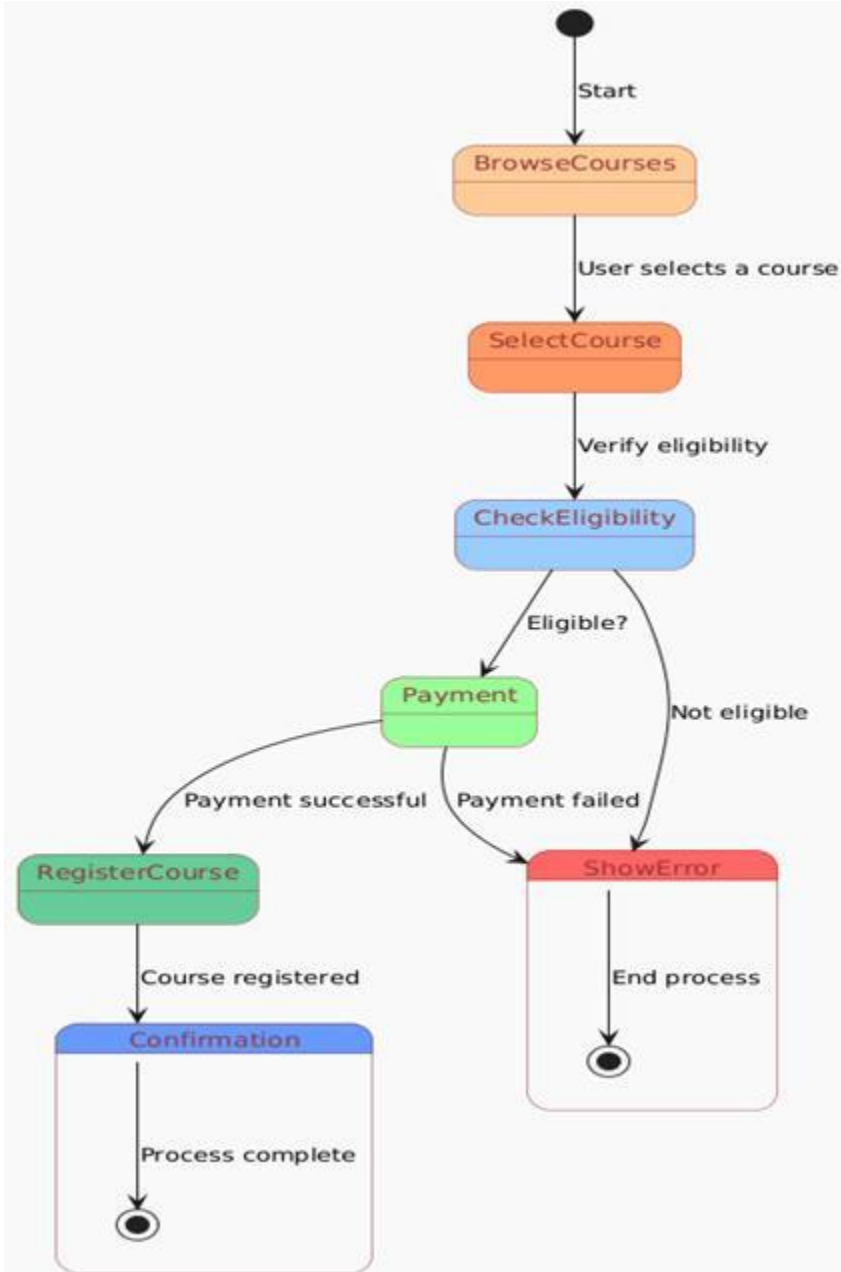 Start
BrowseCourses
User selects a course
SelectCourse
Verify eligibility
CheckEligibility
Eligible?
Payment
Not eligible
Payment successful
Payment failed
RegisterCourse
ShowError
Course registered
End process
Confirmation
Process complete